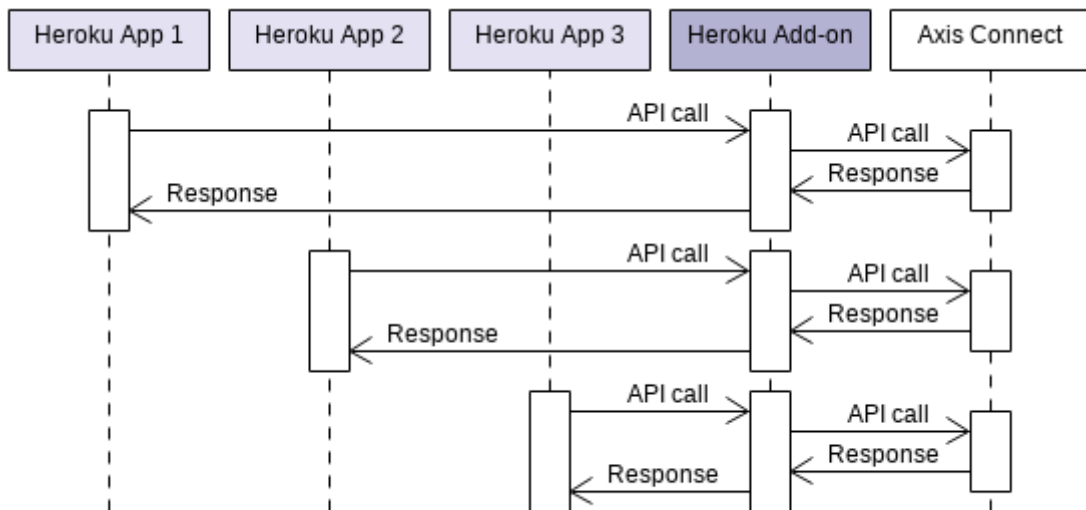 Heroku App 1
Heroku App 2
Heroku App 3
Heroku Add-on
Axis Connect
API call
API call
Response
Response
API call
API call
Response
Response
API call
API call
Response
Response